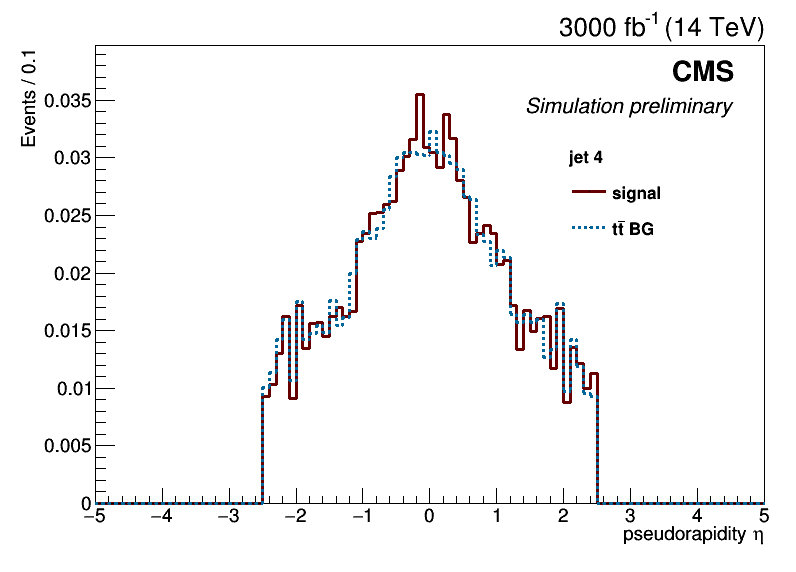 3000 fb⁻¹ (14 TeV)
Events / 0.1
CMS
Simulation preliminary
jet 4
signal
tt̄ BG
0.035
0.03
0.025
0.02
0.015
0.01
0.005
0
−5 −4 −3 −2 −1 0 1 2 3 4 5
pseudorapidity η